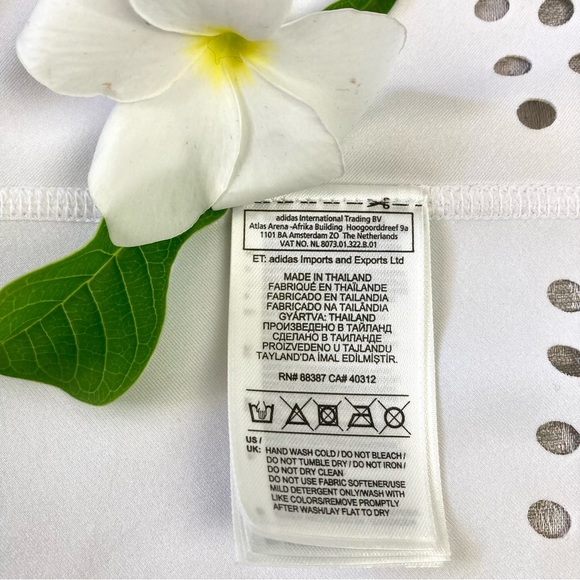 adidas International Trading BV
Atlas Arena -Afrika Building Hoogoorddreef 9a
1101 BA Amsterdam ZO The Netherlands
VAT NO. NL 8073.01.322.B.01
ET: adidas Imports and Exports Ltd
MADE IN THAILAND
FABRIQUÉ EN THAÏLANDE
FABRICADO EN TAILANDIA
FABRICADO NA TAILÂNDIA
GYÁRTVA: THAILAND
ПРОИЗВЕДЕНО В ТАЙЛАНД
СДЕЛАНО В ТАИЛАНДЕ
PROIZVEDENO U TAJLANDU
TAYLAND'DA İMAL EDİLMİŞTİR.
RN# 88387 CA# 40312
US /
UK: HAND WASH COLD/DO NOT BLEACH/
DO NOT TUMBLE DRY/DO NOT IRON/
DO NOT DRY CLEAN
DO NOT USE FABRIC SOFTENER/USE
MILD DETERGENT ONLY/WASH WITH
LIKE COLORS/REMOVE PROMPTLY
AFTER WASH/LAY FLAT TO DRY